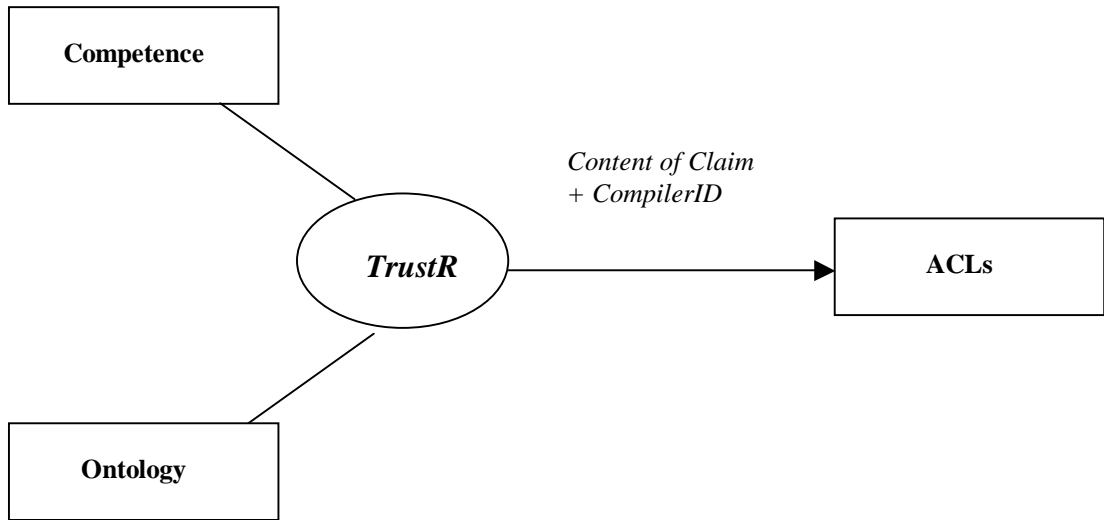 Competence
Content of Claim
+ CompilerID
TrustR
ACLs
Ontology